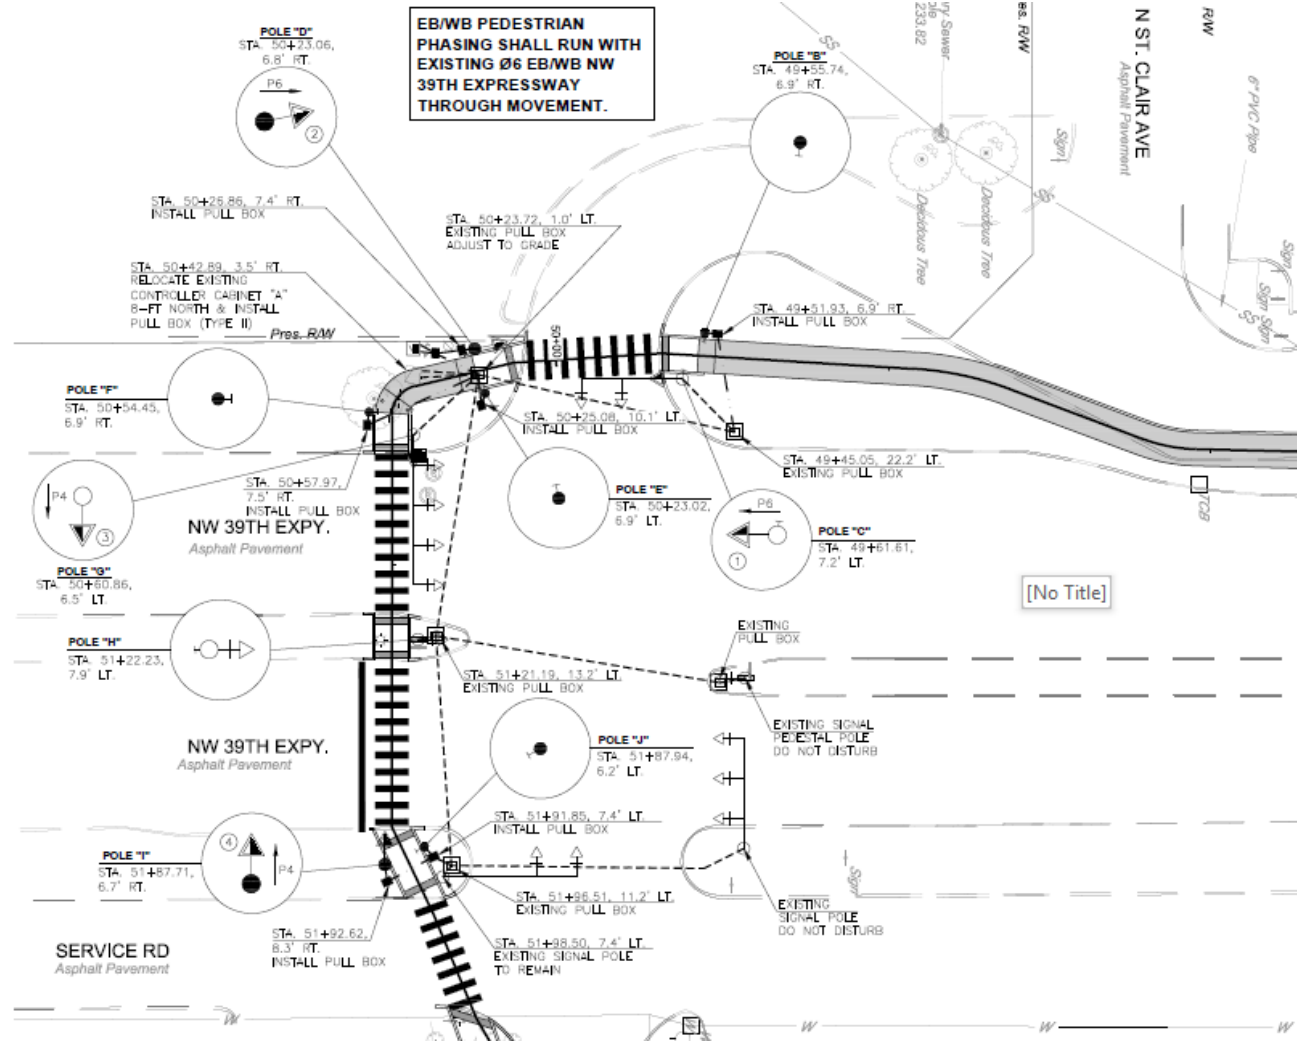 EB/WB PEDESTRIAN
PHASING SHALL RUN WITH
EXISTING Ø6 EB/WB NW
39TH EXPRESSWAY
THROUGH MOVEMENT.
POLE "D"
STA. 50+23.06,
6.8' RT.
P6
2
POLE "B"
STA. 49+55.74,
6.9' RT.
SS
233.82
Pres. R/W
N ST. CLAIR AVE
Asphalt Pavement
R/W
6" PVC Pipe
Sign
Decidous Tree
Decidous Tree
SS
Sign
Sign
Sign
SS
STA. 50+26.86, 7.4' RT.
INSTALL PULL BOX
STA. 50+23.72, 1.0' LT.
EXISTING PULL BOX
ADJUST TO GRADE
STA. 50+42.89, 3.5' RT.
RELOCATE EXISTING
CONTROLLER CABINET "A"
8-FT NORTH & INSTALL
PULL BOX (TYPE II)
Pres. R/W
50+00
STA. 49+51.93, 6.9' RT.
INSTALL PULL BOX
POLE "F"
STA. 50+54.45,
6.9' RT.
STA. 50+25.08, 10.1' LT.
INSTALL PULL BOX
STA. 49+45.05, 22.2' LT.
EXISTING PULL BOX
STA. 50+57.97,
7.5' RT.
INSTALL PULL BOX
P4
3
POLE "G"
STA. 50+60.86,
6.5' LT.
NW 39TH EXPY.
Asphalt Pavement
POLE "E"
STA. 50+23.02,
6.9' LT.
P6
1
POLE "C"
STA. 49+61.61,
7.2' LT.
TCB
[No Title]
POLE "H"
STA. 51+22.23,
7.9' LT.
EXISTING
PULL BOX
STA. 51+21.19, 13.2' LT.
EXISTING PULL BOX
EXISTING SIGNAL
PEDESTAL POLE
DO NOT DISTURB
NW 39TH EXPY.
Asphalt Pavement
POLE "J"
STA. 51+87.94,
6.2' LT.
STA. 51+91.85, 7.4' LT.
INSTALL PULL BOX
4
P4
POLE "I"
STA. 51+87.71,
6.7' RT.
Sign
STA. 51+96.51, 11.2' LT.
EXISTING PULL BOX
EXISTING
SIGNAL POLE
DO NOT DISTURB
STA. 51+92.62,
8.3' RT.
INSTALL PULL BOX
STA. 51+98.50, 7.4' LT.
EXISTING SIGNAL POLE
TO REMAIN
SERVICE RD
Asphalt Pavement
W
W
W
W